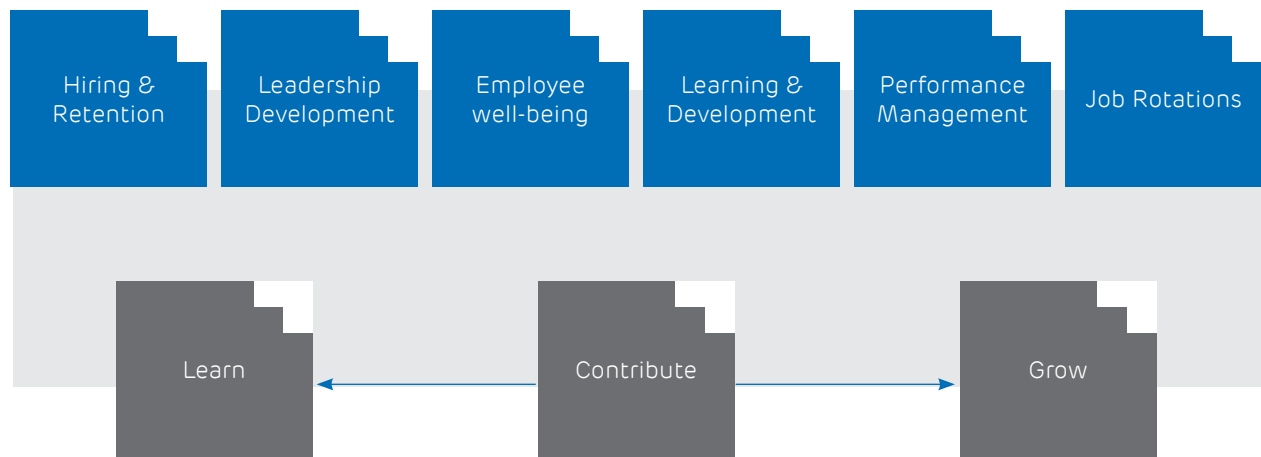 Hiring &
Retention
Leadership
Development
Employee
well-being
Learning &
Development
Performance
Management
Job Rotations
Learn
Contribute
Grow